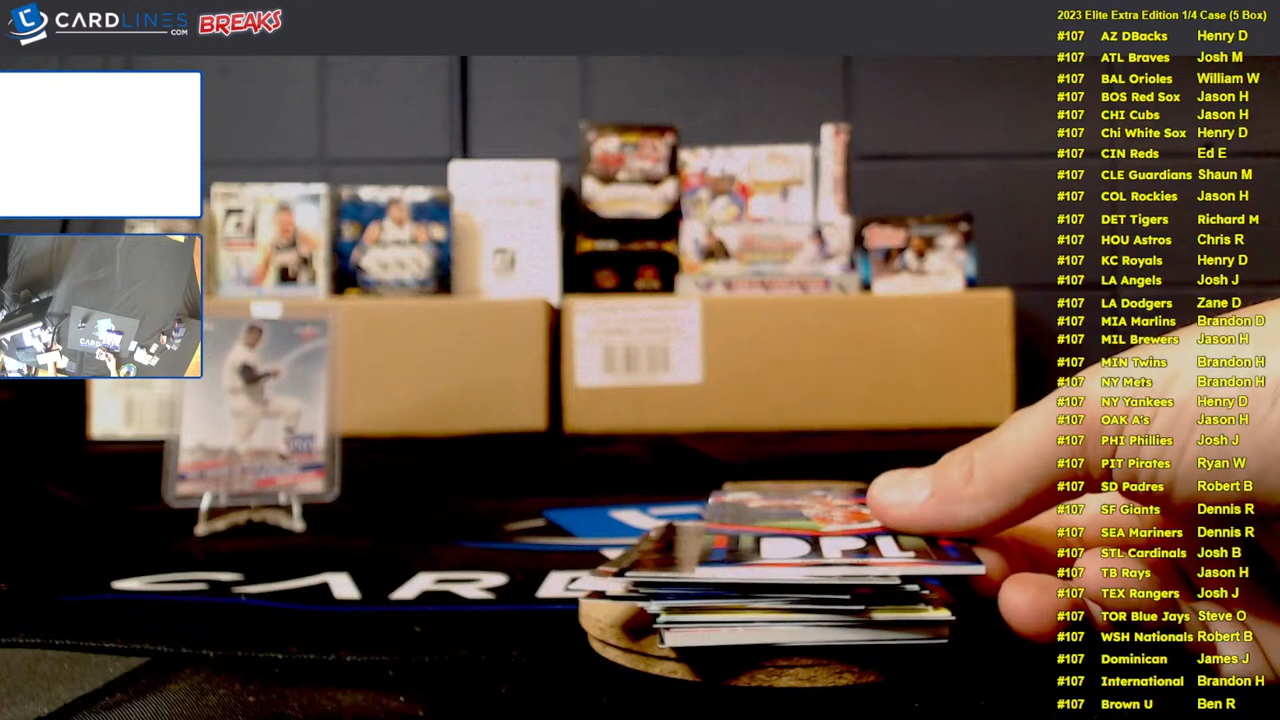 CARDLINES
.COM
BREAKS
2023 Elite Extra Edition 1/4 Case (5 Box)
#107 AZ DBacks Henry D
#107 ATL Braves Josh M
#107 BAL Orioles William W
#107 BOS Red Sox Jason H
#107 CHI Cubs Jason H
#107 Chi White Sox Henry D
#107 CIN Reds Ed E
#107 CLE Guardians Shaun M
#107 COL Rockies Jason H
#107 DET Tigers Richard M
#107 HOU Astros Chris R
#107 KC Royals Henry D
#107 LA Angels Josh J
#107 LA Dodgers Zane D
#107 MIA Marlins Brandon D
#107 MIL Brewers Jason H
#107 MIN Twins Brandon H
#107 NY Mets Brandon H
#107 NY Yankees Henry D
#107 OAK A's Jason H
#107 PHI Phillies Josh J
#107 PIT Pirates Ryan W
#107 SD Padres Robert B
#107 SF Giants Dennis R
#107 SEA Mariners Dennis R
#107 STL Cardinals Josh B
#107 TB Rays Jason H
#107 TEX Rangers Josh J
#107 TOR Blue Jays Steve O
#107 WSH Nationals Robert B
#107 Dominican James J
#107 International Brandon H
#107 Brown U Ben R
DPL
CARD